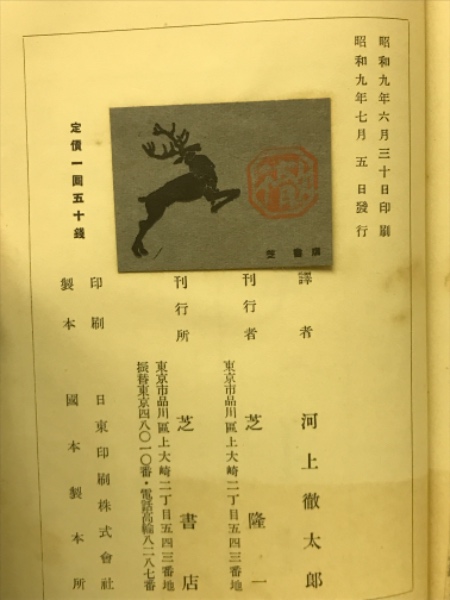 昭和九年六月三十日印刷
昭和九年七月五日發行
譯者 河上徹太郎
東京市品川區上大崎二丁目五四三番地
刊行者 芝隆一
東京市品川區上大崎二丁目五四三番地
刊行所 芝書店
振替東京四八〇一〇番・電話高輪八二八七番
印刷 日東印刷株式會社
製本 國本製本所
定價一圓五十錢
芝書店